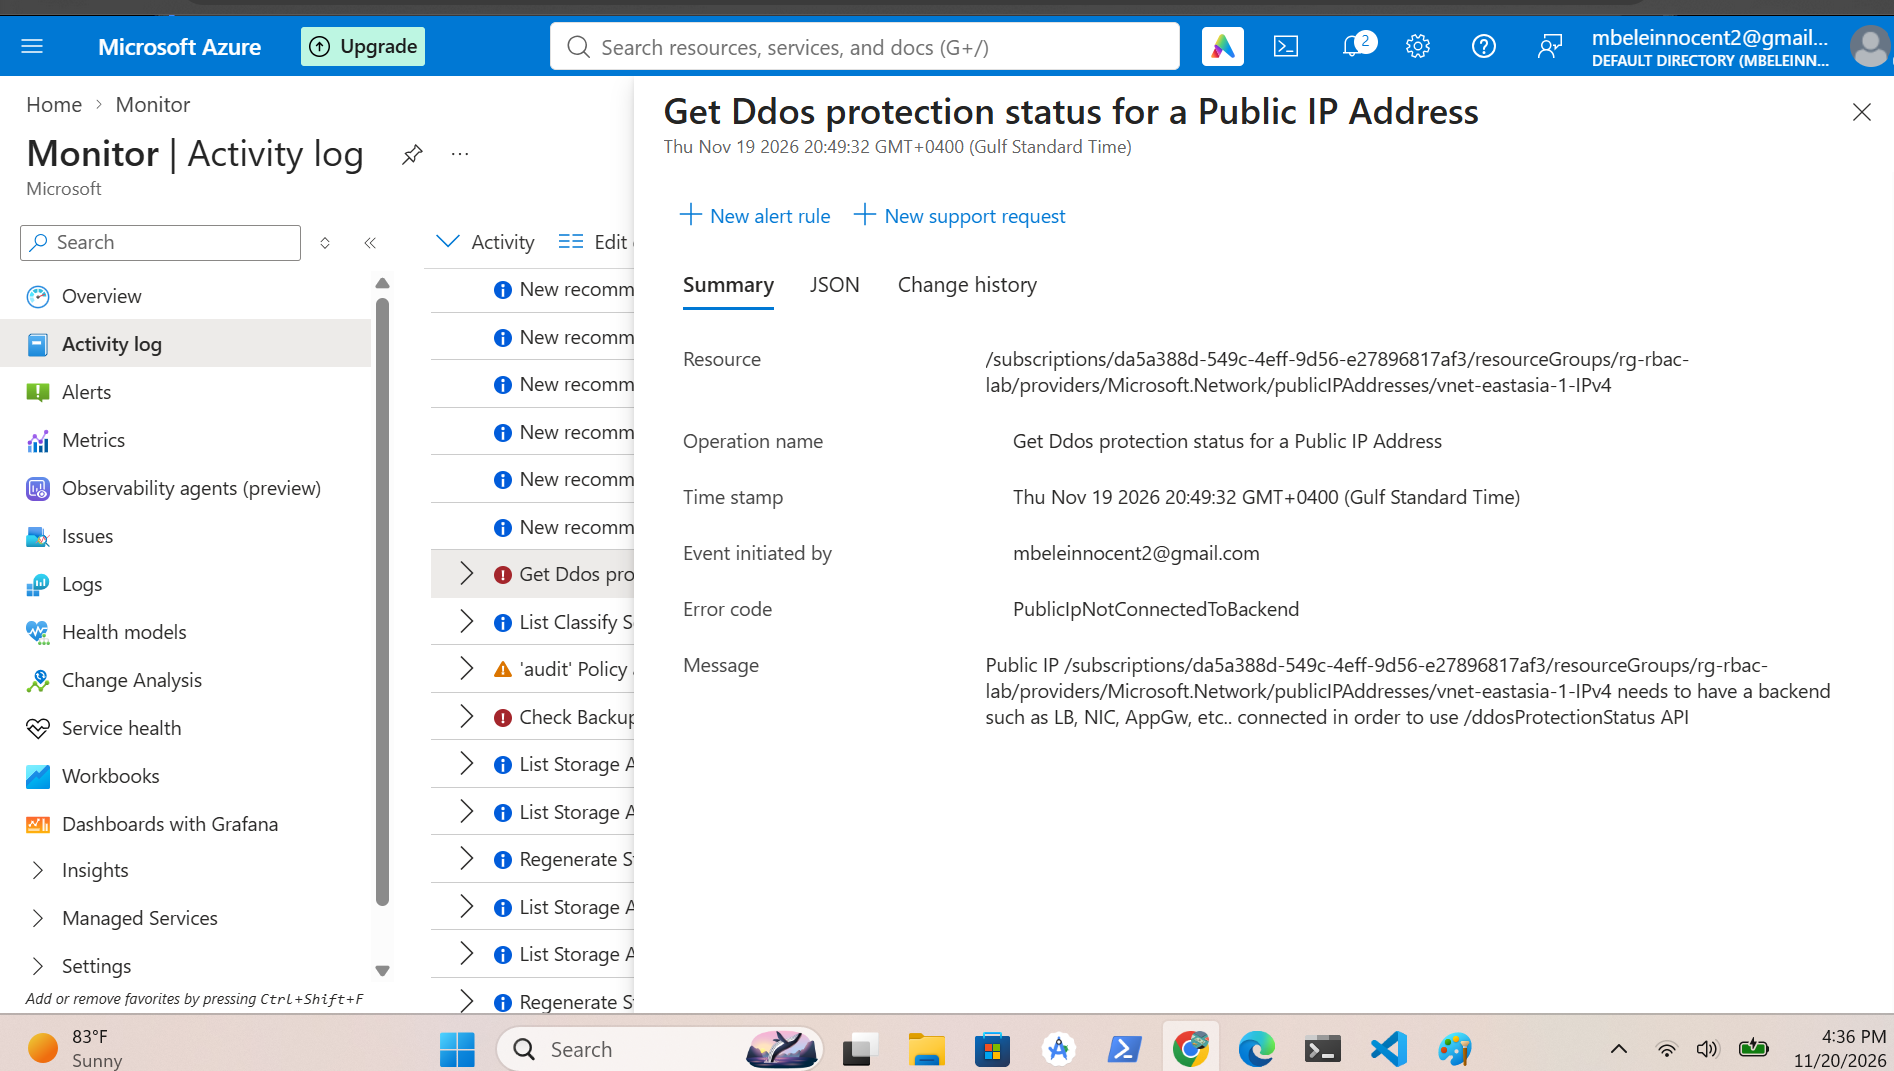 Microsoft Azure
Upgrade
Search resources, services, and docs (G+/)
2
mbeleinnocent2@gmail...
DEFAULT DIRECTORY (MBELEINN...
Home > Monitor
Monitor | Activity log
...
Microsoft
Search
Overview
Activity log
Alerts
Metrics
Observability agents (preview)
Issues
Logs
Health models
Change Analysis
Service health
Workbooks
Dashboards with Grafana
Insights
Managed Services
Settings
Add or remove favorites by pressing Ctrl+Shift+F
Activity
Edit
New recomm
New recomm
New recomm
New recomm
New recomm
New recomm
Get Ddos pro
List Classify S
'audit' Policy
Check Backup
List Storage A
List Storage A
Regenerate S
List Storage A
List Storage A
Regenerate S
Get Ddos protection status for a Public IP Address
Thu Nov 19 2026 20:49:32 GMT+0400 (Gulf Standard Time)
New alert rule
New support request
Summary
JSON
Change history
Resource
/subscriptions/da5a388d-549c-4eff-9d56-e27896817af3/resourceGroups/rg-rbac-
lab/providers/Microsoft.Network/publicIPAddresses/vnet-eastasia-1-IPv4
Operation name
Get Ddos protection status for a Public IP Address
Time stamp
Thu Nov 19 2026 20:49:32 GMT+0400 (Gulf Standard Time)
Event initiated by
mbeleinnocent2@gmail.com
Error code
PublicIpNotConnectedToBackend
Message
Public IP /subscriptions/da5a388d-549c-4eff-9d56-e27896817af3/resourceGroups/rg-rbac-
lab/providers/Microsoft.Network/publicIPAddresses/vnet-eastasia-1-IPv4 needs to have a backend
such as LB, NIC, AppGw, etc.. connected in order to use /ddosProtectionStatus API
83°F
Sunny
Search
4:36 PM
11/20/2026